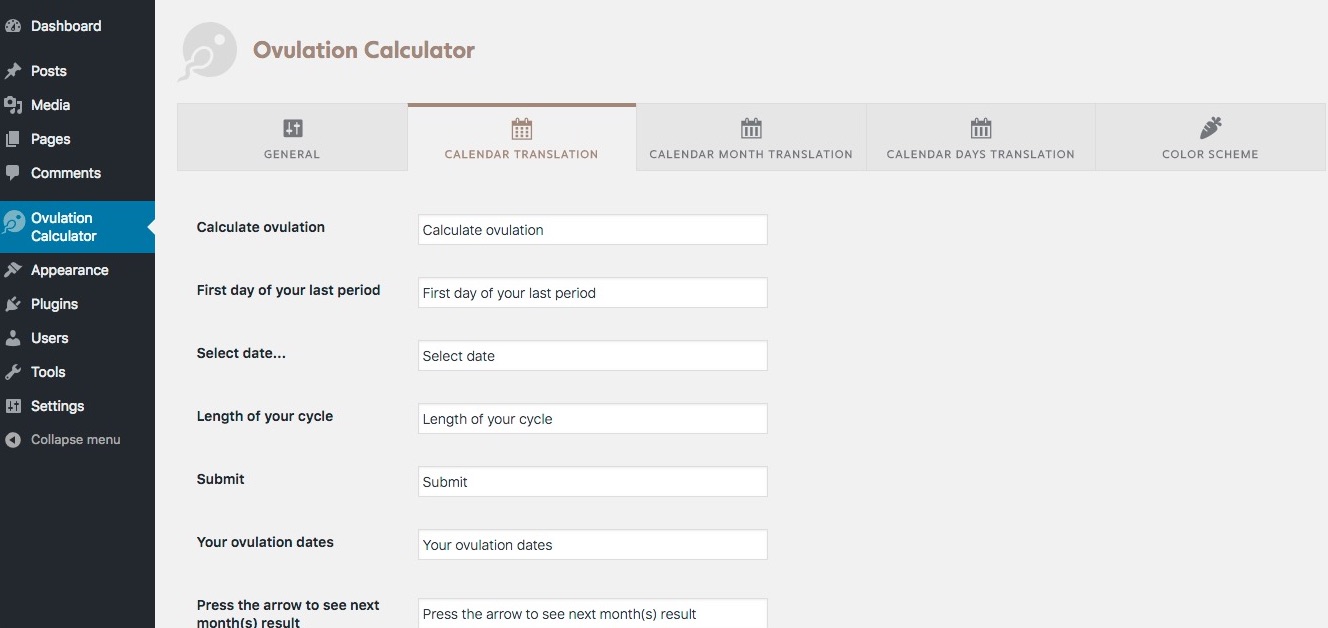 Dashboard
Posts
Media
Pages
Comments
Ovulation
Calculator
Appearance
Plugins
Users
Tools
Settings
Collapse menu
Ovulation Calculator
GENERAL
CALENDAR TRANSLATION
CALENDAR MONTH TRANSLATION
CALENDAR DAYS TRANSLATION
COLOR SCHEME
Calculate ovulation
Calculate ovulation
First day of your last period
First day of your last period
Select date...
Select date
Length of your cycle
Length of your cycle
Submit
Submit
Your ovulation dates
Your ovulation dates
Press the arrow to see next
month(s) result
Press the arrow to see next month(s) result